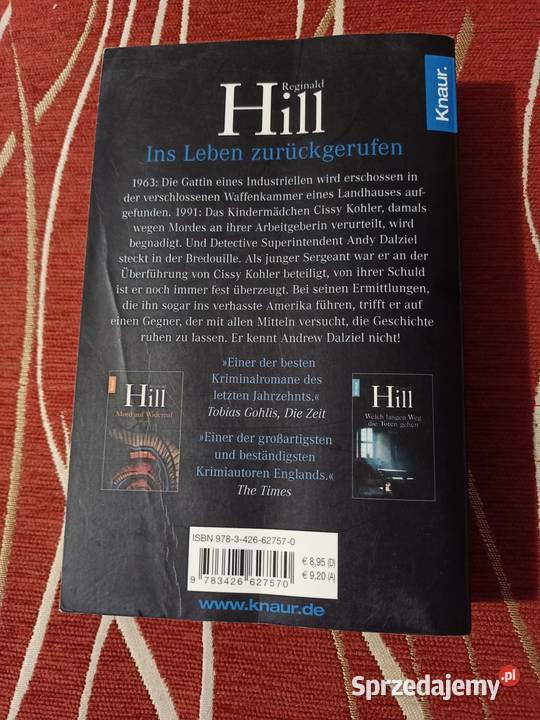 Knaur.
Reginald
Hill
Ins Leben zurückgerufen
1963: Die Gattin eines Industriellen wird erschossen in
der verschlossenen Waffenkammer eines Landhauses auf-
gefunden. 1991: Das Kindermädchen Cissy Kohler, damals
wegen Mordes an ihrer Arbeitgeberin verurteilt, wird
begnadigt. Und Detective Superintendent Andy Dalziel
steckt in der Bredouille. Als junger Sergeant war er an der
Überführung von Cissy Kohler beteiligt, von ihrer Schuld
ist er noch immer fest überzeugt. Bei seinen Ermittlungen,
die ihn sogar ins verhasste Amerika führen, trifft er auf
einen Gegner, der mit allen Mitteln versucht, die Geschichte
ruhen zu lassen. Er kennt Andrew Dalziel nicht!
»Einer der besten
Kriminalromane des
letzten Jahrzehnts.«
Tobias Gohlis, Die Zeit
»Einer der großartigsten
und beständigsten
Krimiautoren Englands.«
The Times
Hill
Mord auf Widerruf
Hill
Welch langen Weg
die Toten gehen
ISBN 978-3-426-62757-0
9 783426 627570
€ 8,95 (D)
€ 9,20 (A)
www.knaur.de
Sprzedajemy.pl